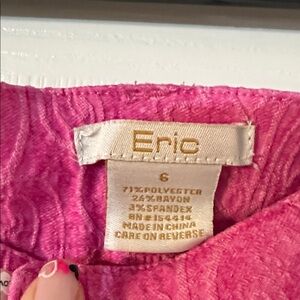 Eric
6
71% POLYESTER
26% RAYON
3% SPANDEX
RN # 154414
MADE IN CHINA
CARE ON REVERSE